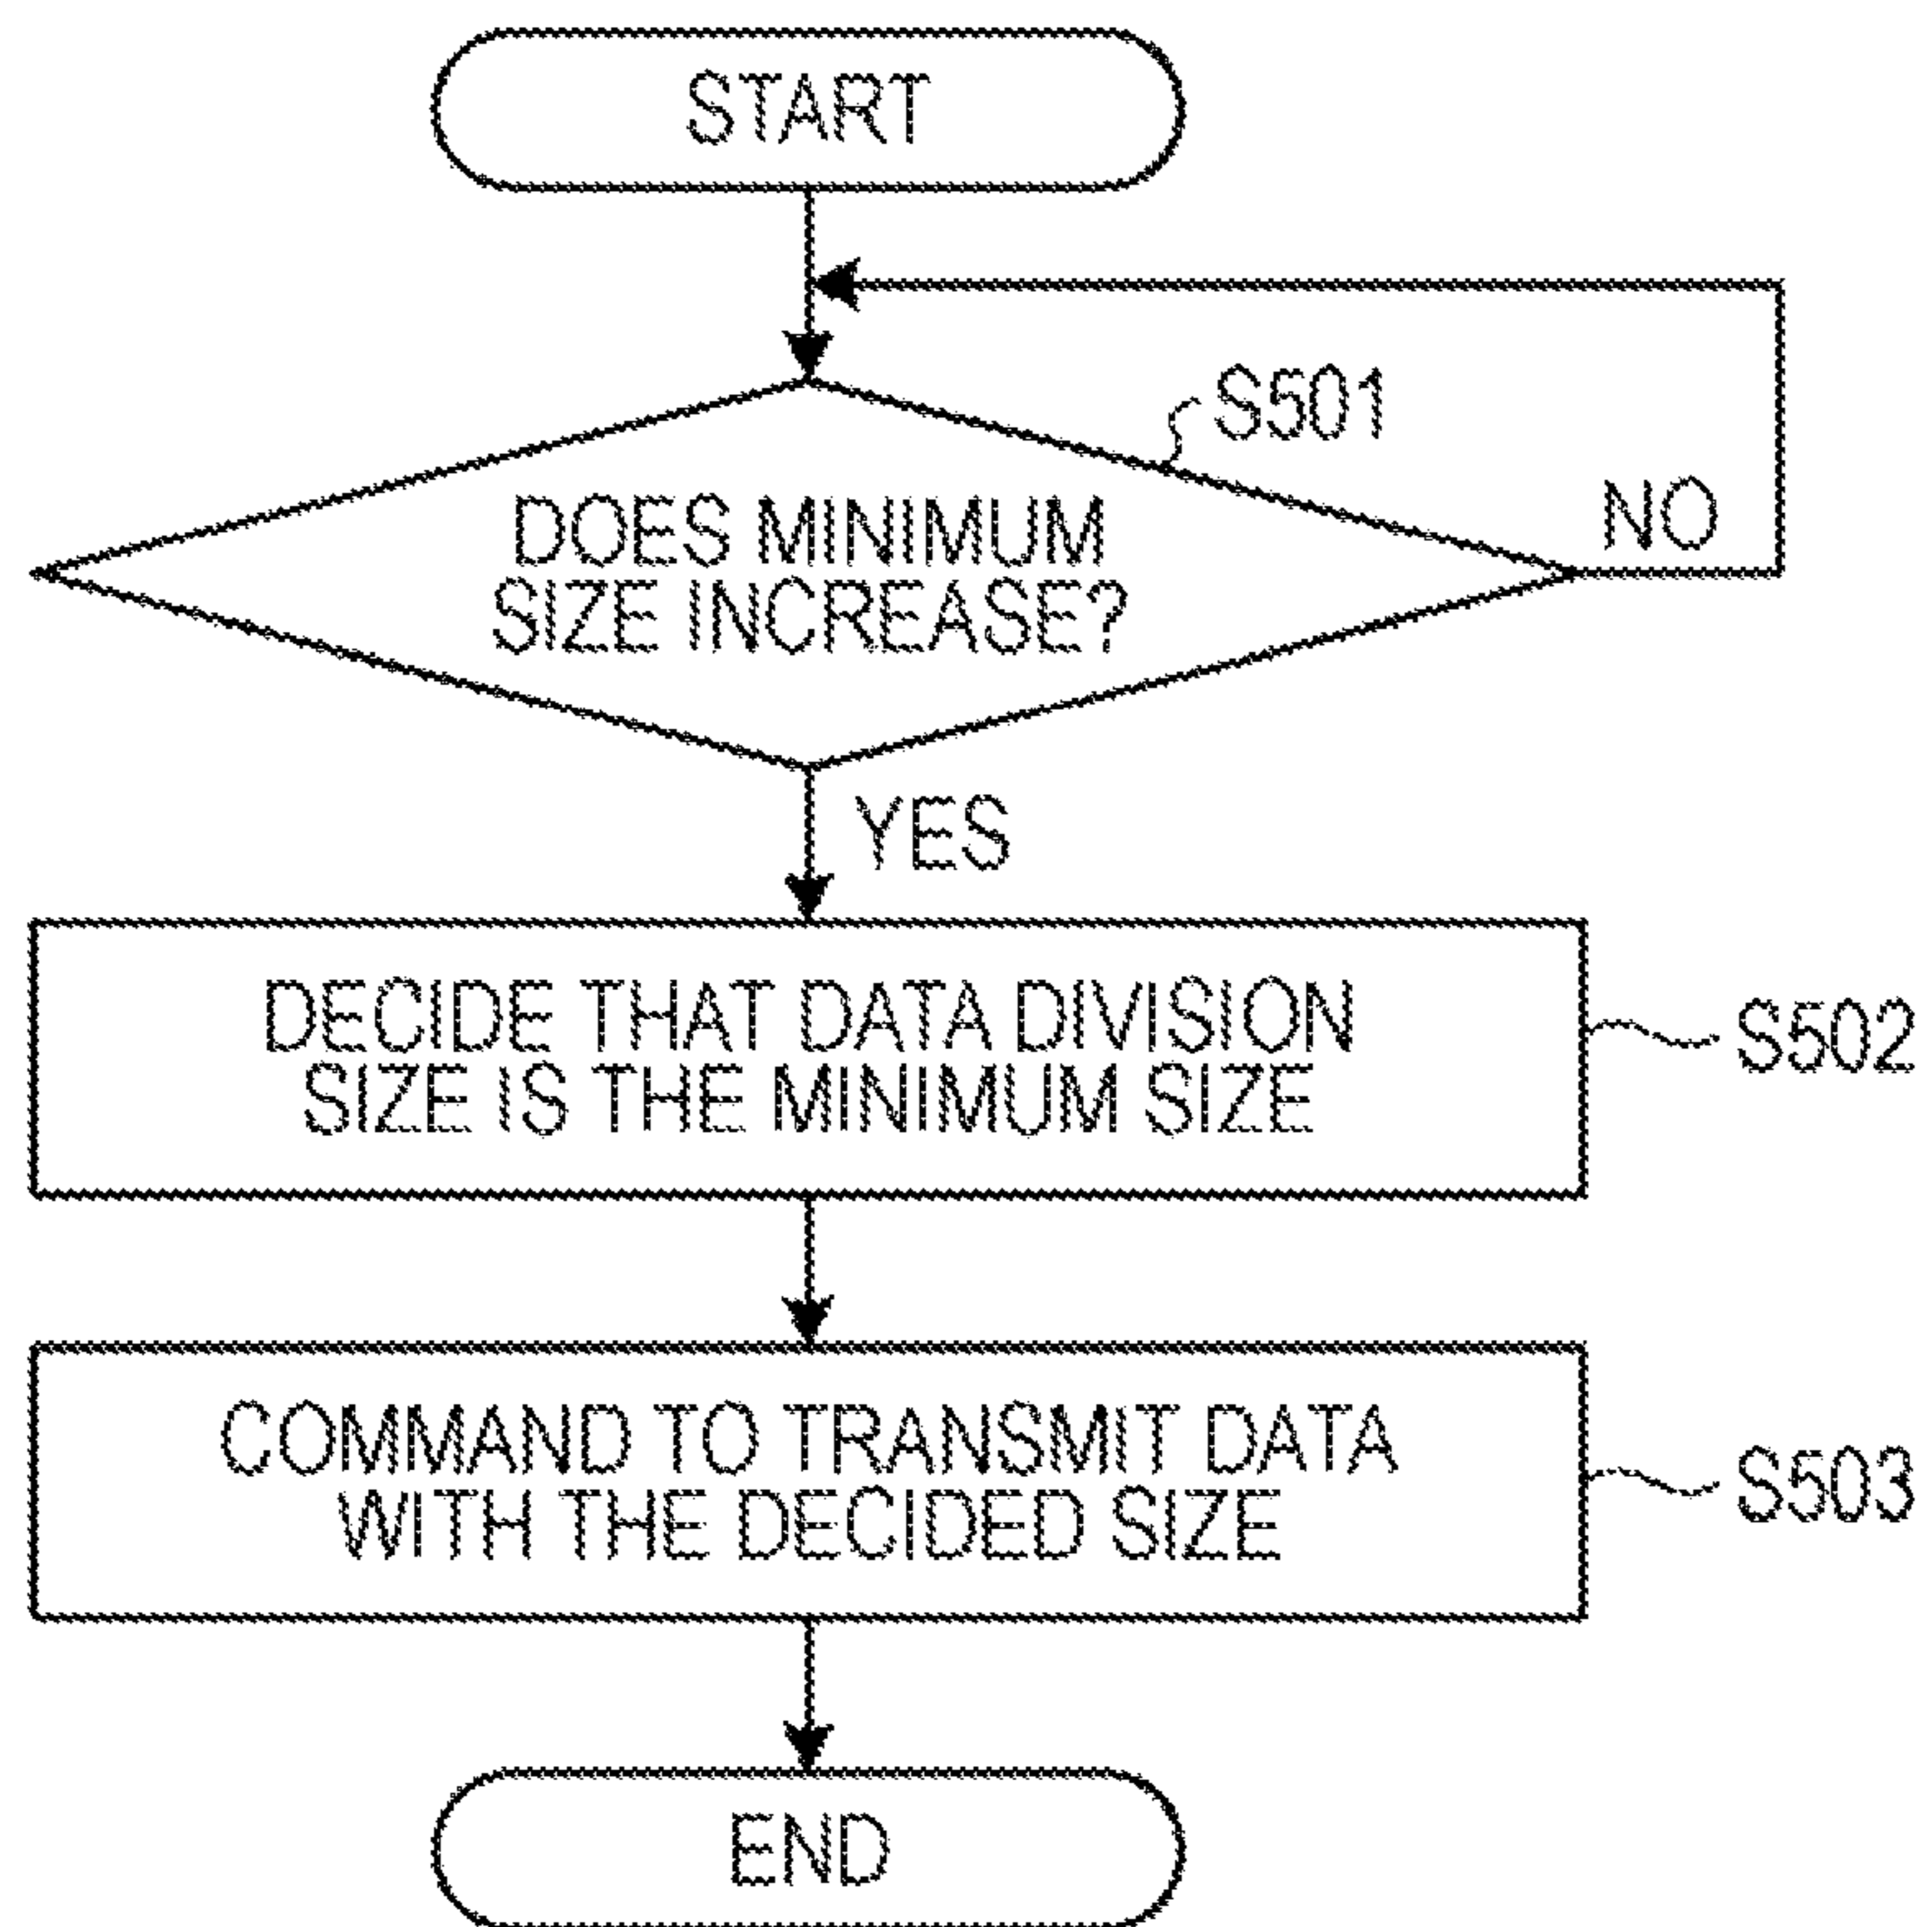 START
S501
DOES MINIMUM
SIZE INCREASE?
NO
YES
DECIDE THAT DATA DIVISION
SIZE IS THE MINIMUM SIZE
S502
COMMAND TO TRANSMIT DATA
WITH THE DECIDED SIZE
S503
END